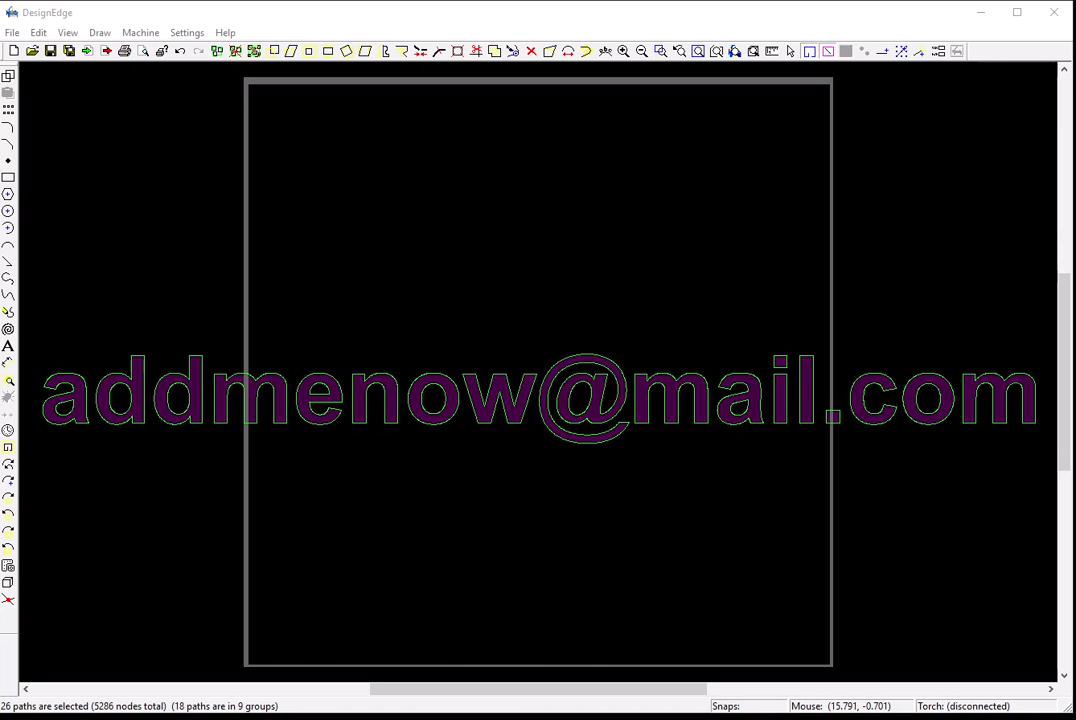 DesignEdge
File Edit View Draw Machine Settings Help
addmenow@mail.com
26 paths are selected (5286 nodes total) (18 paths are in 9 groups) Snaps: Mouse: (15.791, -0.701) Torch: (disconnected)